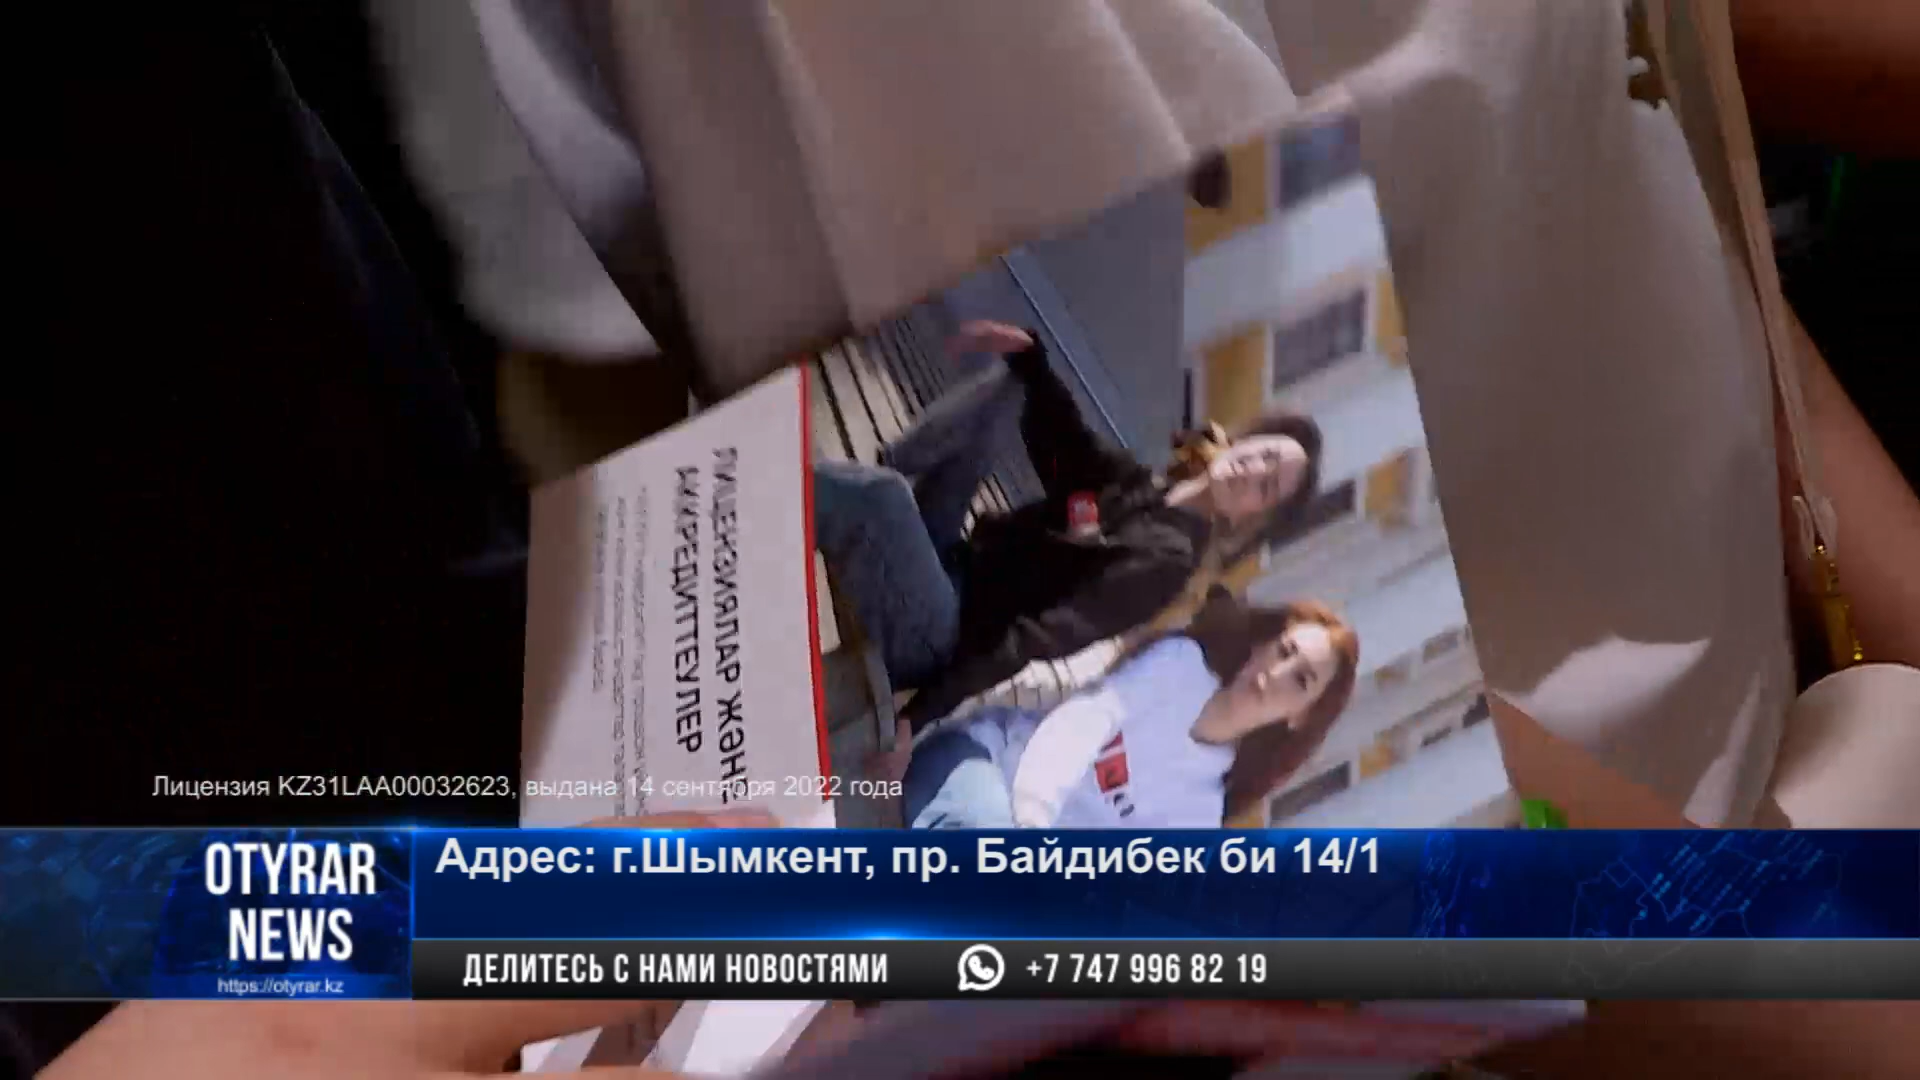 ЛИЦЕНЗИЯЛАР ЖӘНЕ
АККРЕДИТТЕУЛЕР
Лицензия KZ31LAA00032623, выдана 14 сентября 2022 года
OTYRAR
NEWS
https://otyrar.kz
Адрес: г.Шымкент, пр. Байдибек би 14/1
ДЕЛИТЕСЬ С НАМИ НОВОСТЯМИ
+7 747 996 82 19